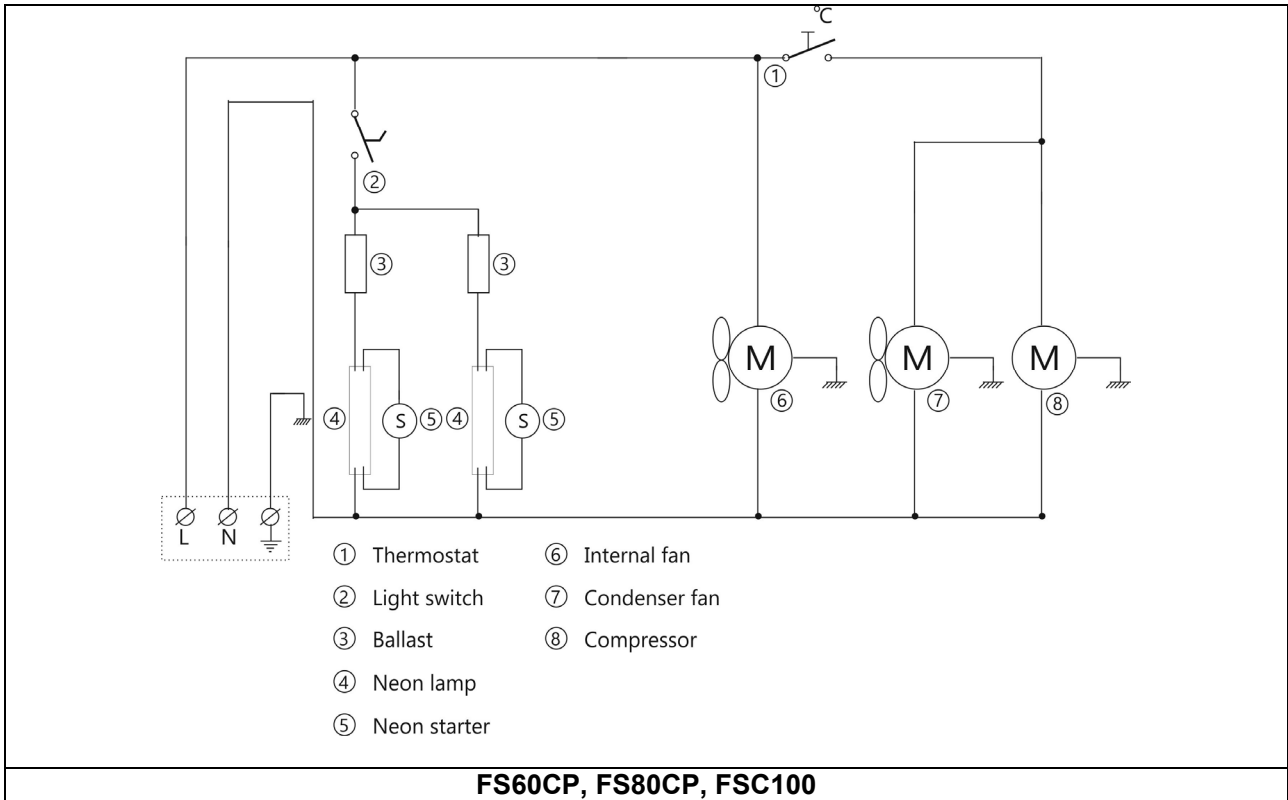 °C
①
②
③ ③
M M M
④ S ⑤ ④ S ⑤ ⑥ ⑦ ⑧
L N
① Thermostat ⑥ Internal fan
② Light switch ⑦ Condenser fan
③ Ballast ⑧ Compressor
④ Neon lamp
⑤ Neon starter
FS60CP, FS80CP, FSC100